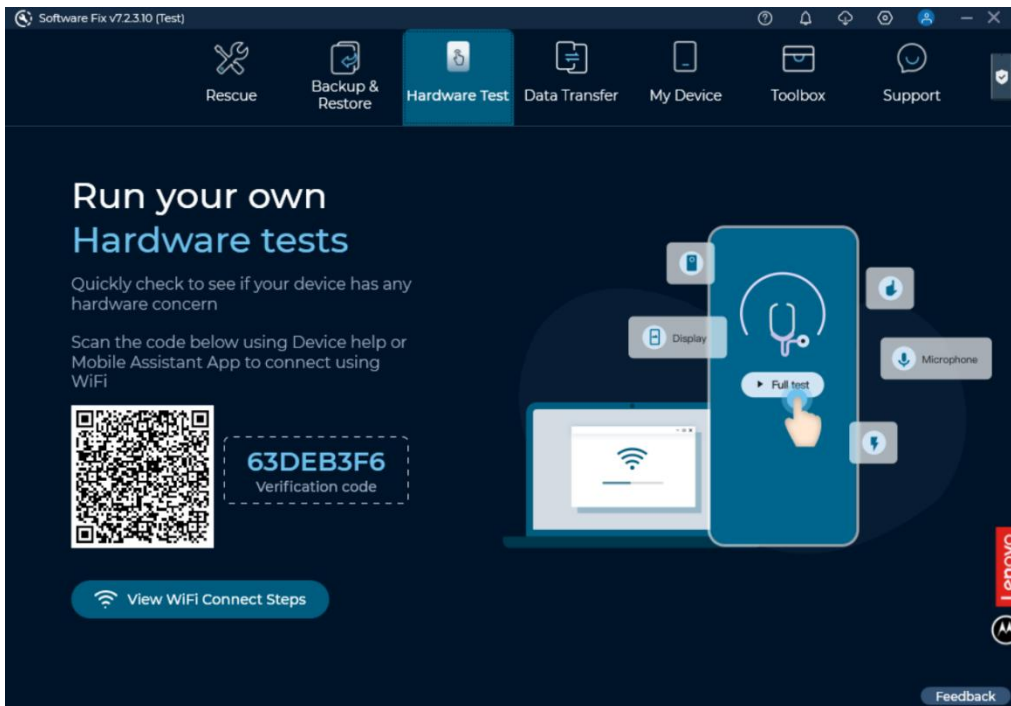 Software Fix v7.2.3.10 (Test)
Rescue
Backup &
Restore
Hardware Test
Data Transfer
My Device
Toolbox
Support
Run your own
Hardware tests
Quickly check to see if your device has any
hardware concern
Scan the code below using Device help or
Mobile Assistant App to connect using
WiFi
63DEB3F6
Verification code
View WiFi Connect Steps
Display
Microphone
Full test
Lenovo
Feedback